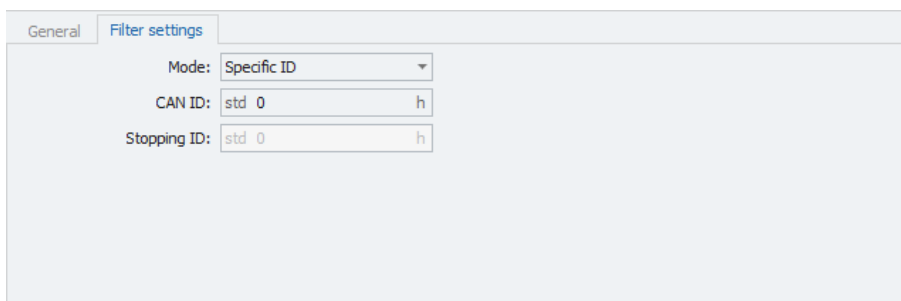 General Filter settings
Mode: Specific ID
CAN ID: std 0 h
Stopping ID: std 0 h